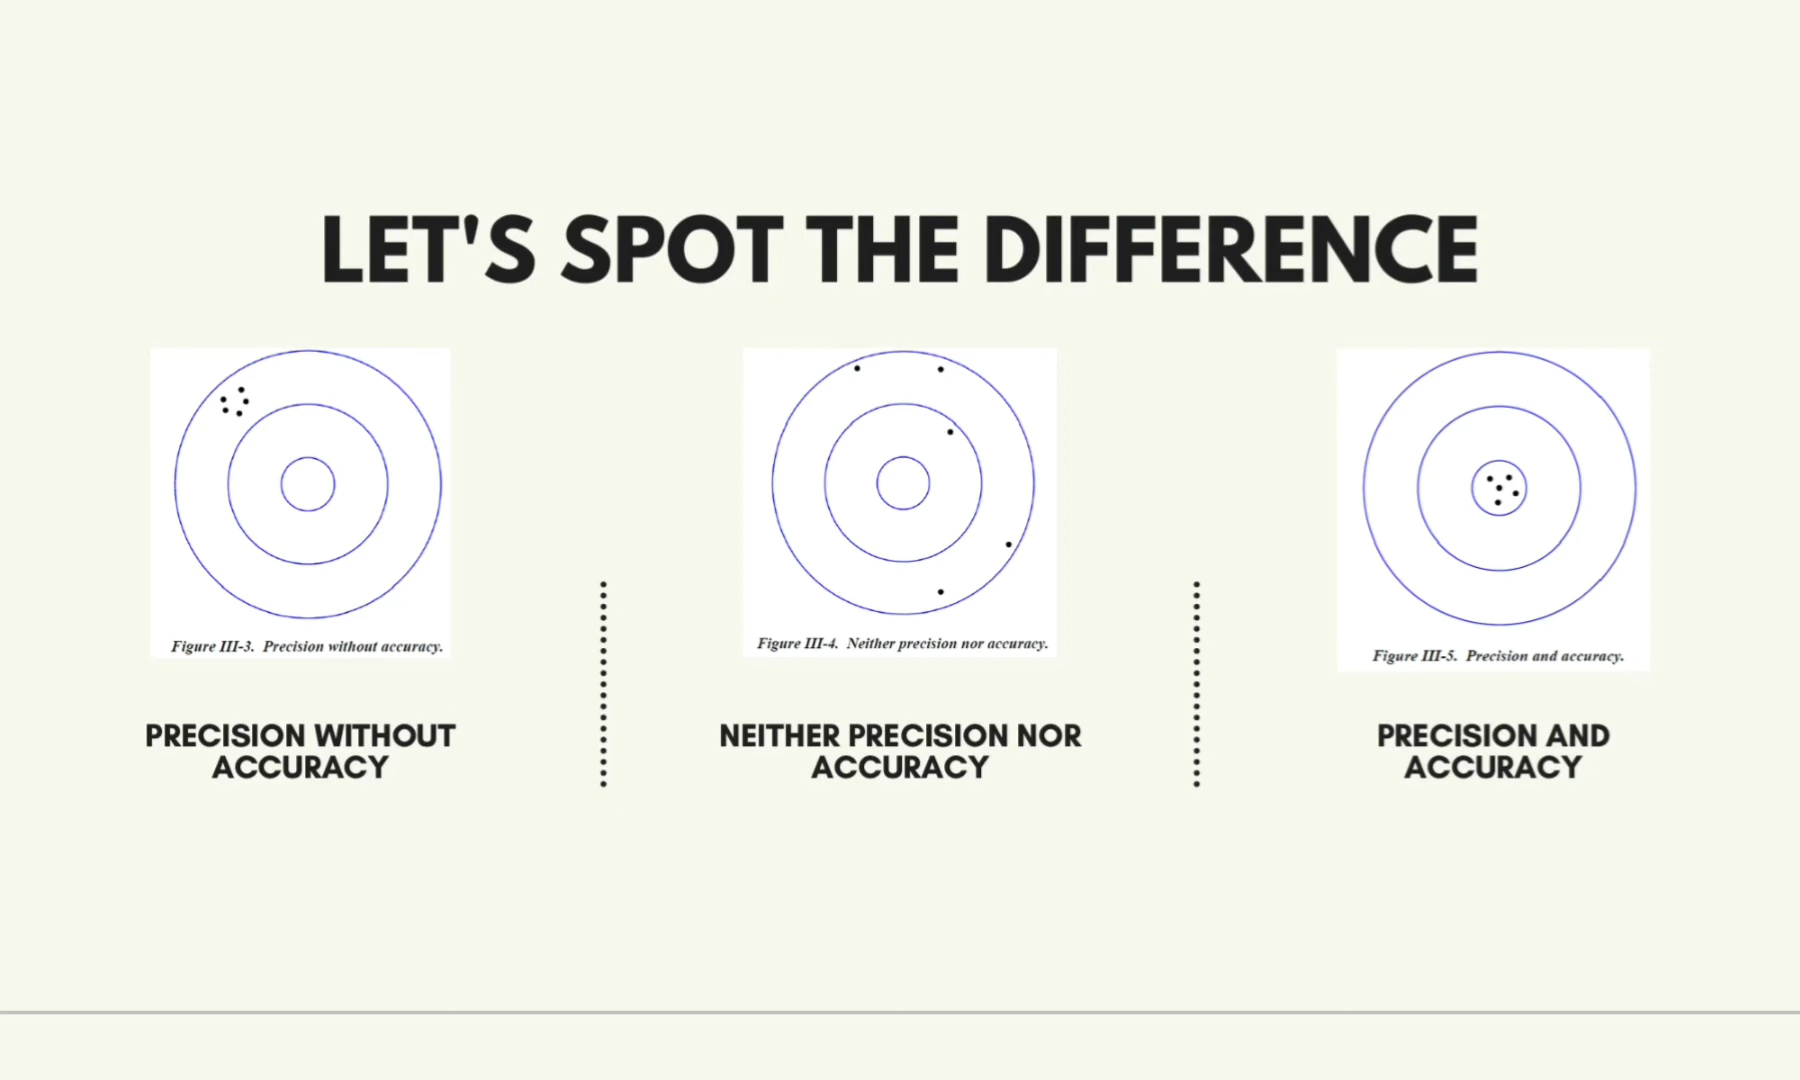 LET'S SPOT THE DIFFERENCE
Figure III-3. Precision without accuracy.
PRECISION WITHOUT
ACCURACY
Figure III-4. Neither precision nor accuracy.
NEITHER PRECISION NOR
ACCURACY
Figure III-5. Precision and accuracy.
PRECISION AND
ACCURACY